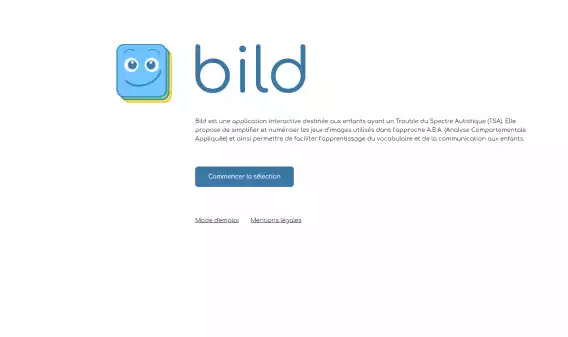 bild
Bild est une application interactive destinée aux enfants ayant un Trouble du Spectre Autistique (TSA). Elle
propose de simplifier et numériser les jeux d'images utilisés dans l'approche A.B.A. (Analyse Comportementale
Appliquée) et ainsi permettre de faciliter l'apprentissage du vocabulaire et de la communication aux enfants.
Commencer la sélection
Mode d'emploi Mentions légales